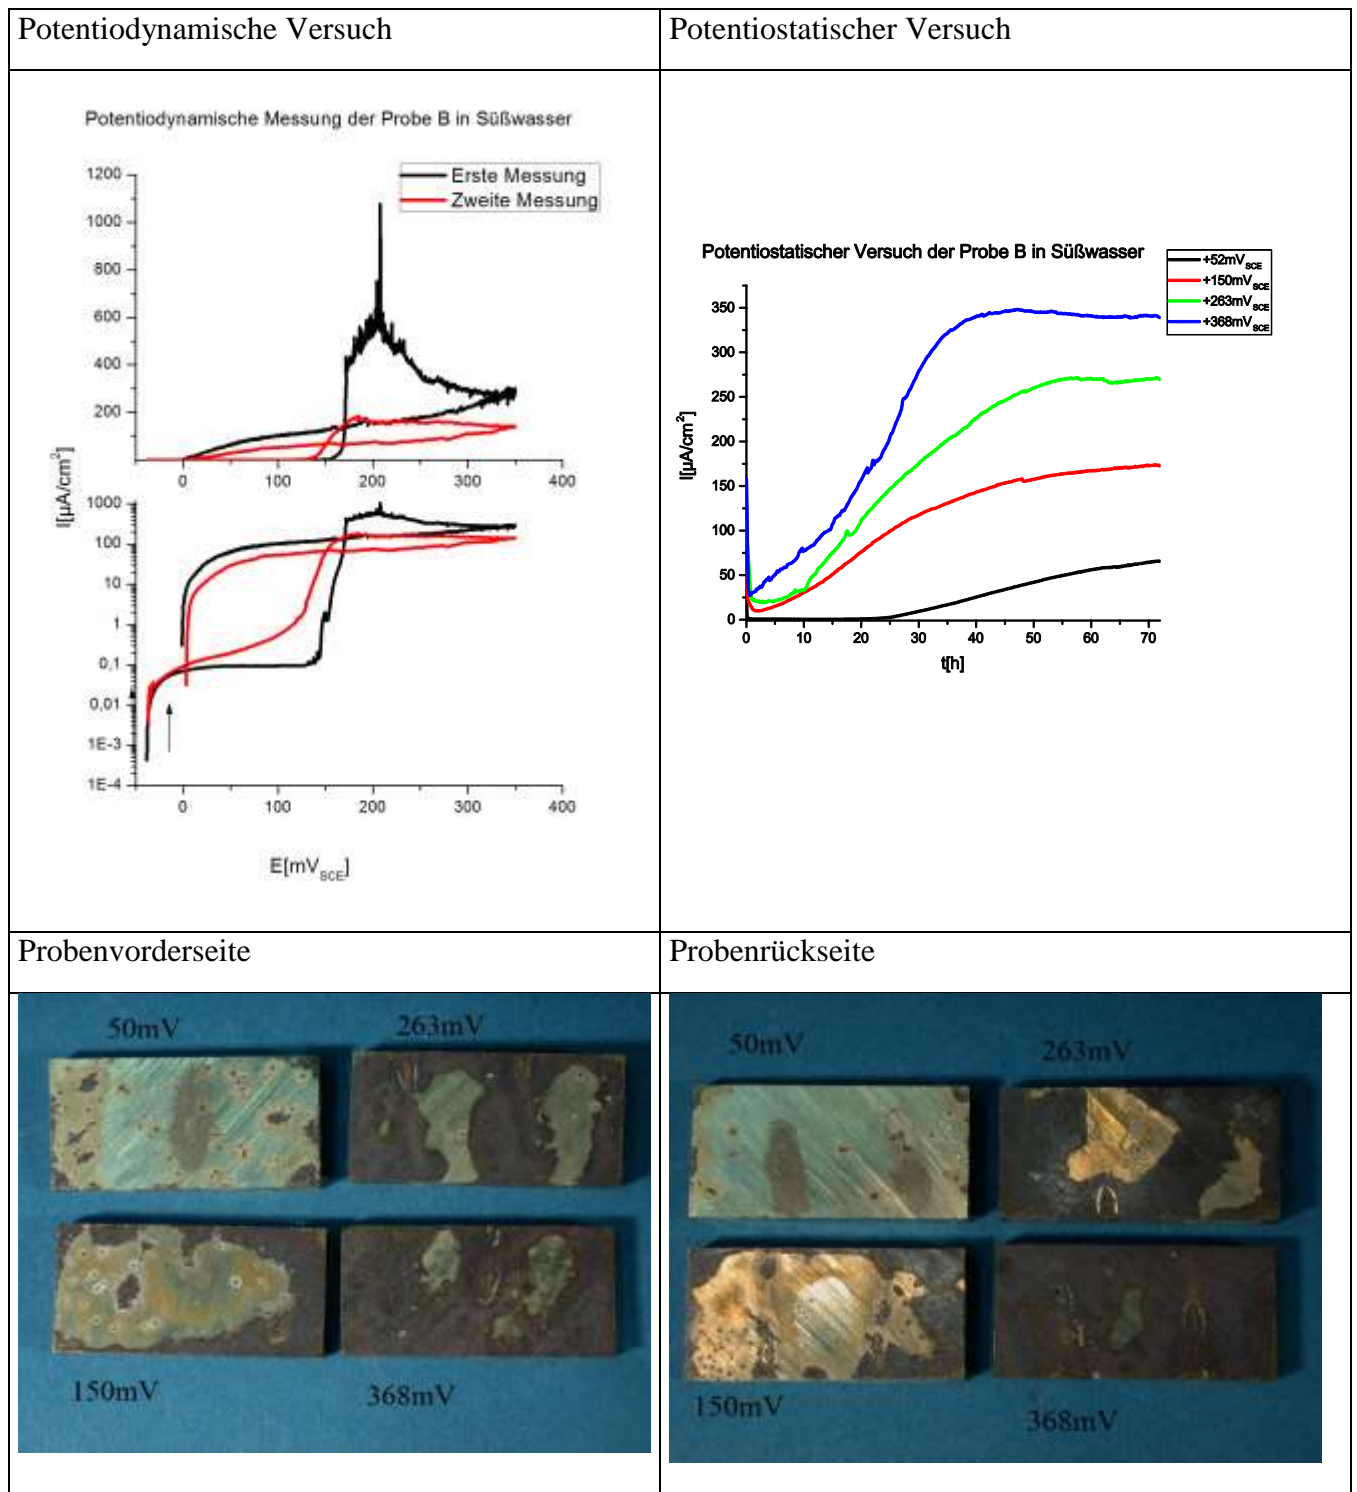 Potentiodynamische Versuch
Potentiostatischer Versuch
Potentiodynamische Messung der Probe B in Süßwasser
Erste Messung
Zweite Messung
1200
1000
800
600
400
200
0
100
200
300
400
I[µA/cm²]
1000
100
10
1
0,1
0,01
1E-3
1E-4
0
100
200
300
400
E[mV_SCE]
Potentiostatischer Versuch der Probe B in Süßwasser
+52mV_SCE
+150mV_SCE
+263mV_SCE
+368mV_SCE
350
300
250
200
150
100
50
0
I[µA/cm²]
0
10
20
30
40
50
60
70
t[h]
Probenvorderseite
Probenrückseite
50mV
263mV
150mV
368mV
50mV
263mV
150mV
368mV